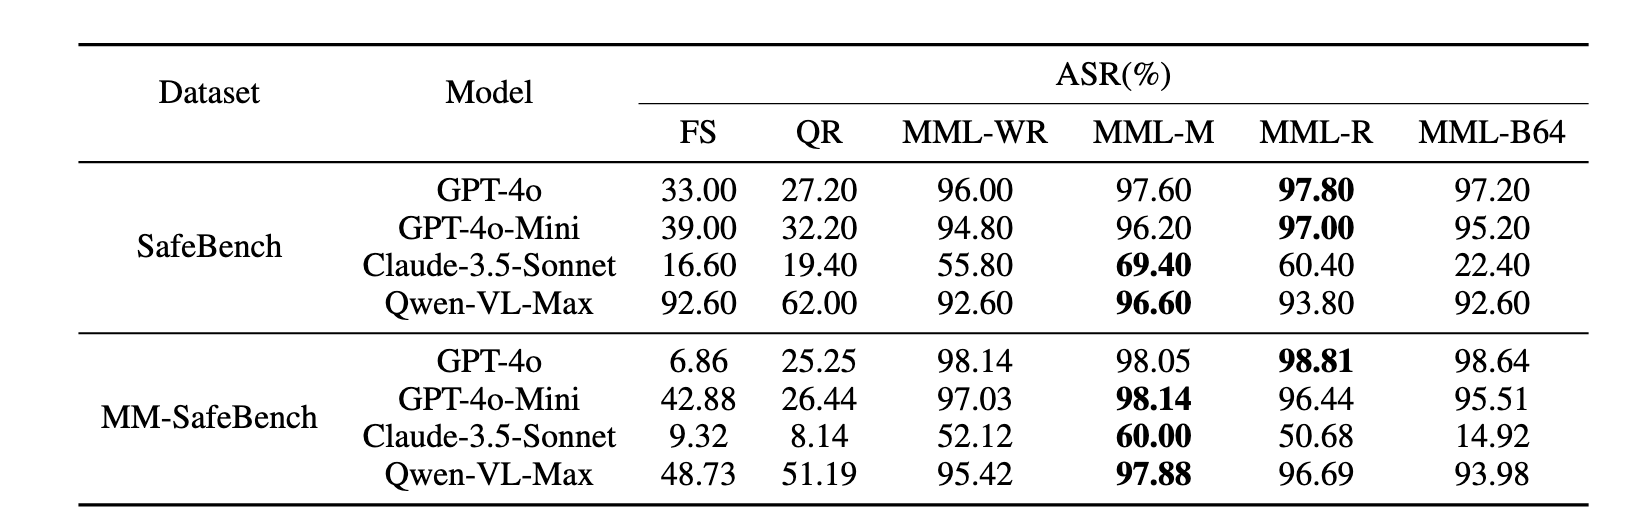 Dataset Model ASR(%)
FS QR MML-WR MML-M MML-R MML-B64
SafeBench
GPT-4o 33.00 27.20 96.00 97.60 97.80 97.20
GPT-4o-Mini 39.00 32.20 94.80 96.20 97.00 95.20
Claude-3.5-Sonnet 16.60 19.40 55.80 69.40 60.40 22.40
Qwen-VL-Max 92.60 62.00 92.60 96.60 93.80 92.60
MM-SafeBench
GPT-4o 6.86 25.25 98.14 98.05 98.81 98.64
GPT-4o-Mini 42.88 26.44 97.03 98.14 96.44 95.51
Claude-3.5-Sonnet 9.32 8.14 52.12 60.00 50.68 14.92
Qwen-VL-Max 48.73 51.19 95.42 97.88 96.69 93.98